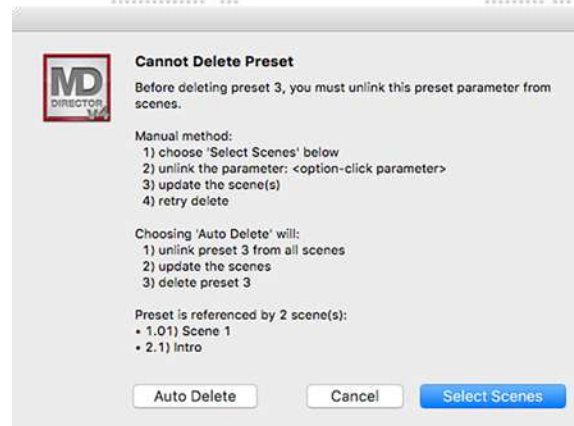 MD
DIRECTOR
V4
Cannot Delete Preset
Before deleting preset 3, you must unlink this preset parameter from
scenes.
Manual method:
1) choose 'Select Scenes' below
2) unlink the parameter: <option-click parameter>
3) update the scene(s)
4) retry delete
Choosing 'Auto Delete' will:
1) unlink preset 3 from all scenes
2) update the scenes
3) delete preset 3
Preset is referenced by 2 scene(s):
• 1.01) Scene 1
• 2.1) Intro
Auto Delete
Cancel
Select Scenes